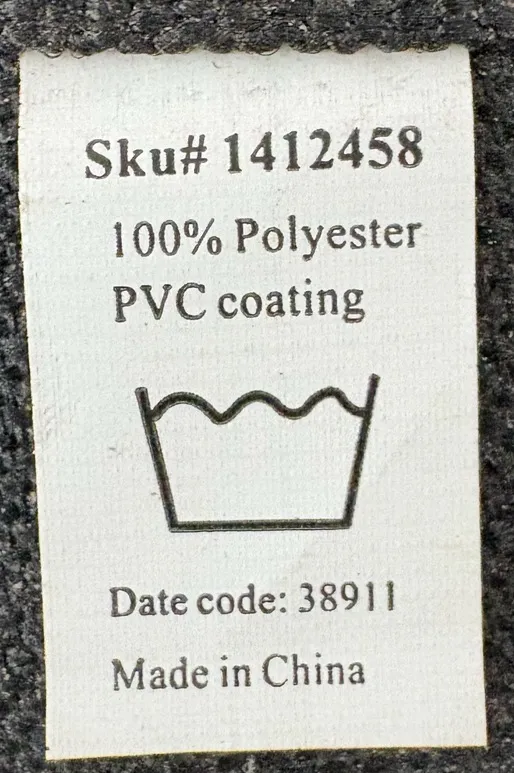 Sku# 1412458
100% Polyester
PVC coating
Date code: 38911
Made in China